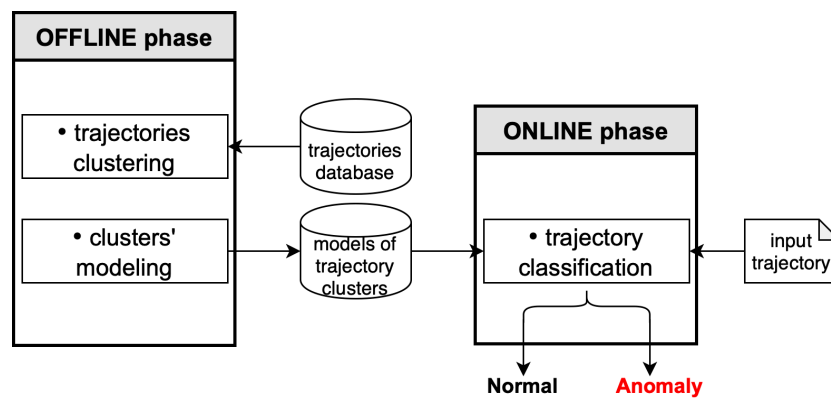 OFFLINE phase
• trajectories
clustering
• clusters'
modeling
trajectories
database
models of
trajectory
clusters
ONLINE phase
• trajectory
classification
input
trajectory
Normal
Anomaly